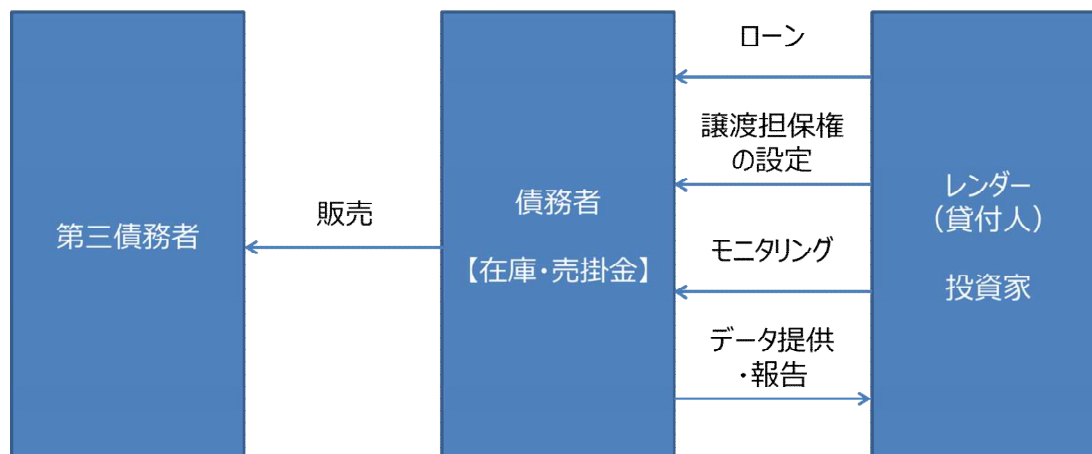 第三債務者
販売
債務者
【在庫・売掛金】
ローン
譲渡担保権
の設定
モニタリング
データ提供
・報告
レンダー
（貸付人）
投資家